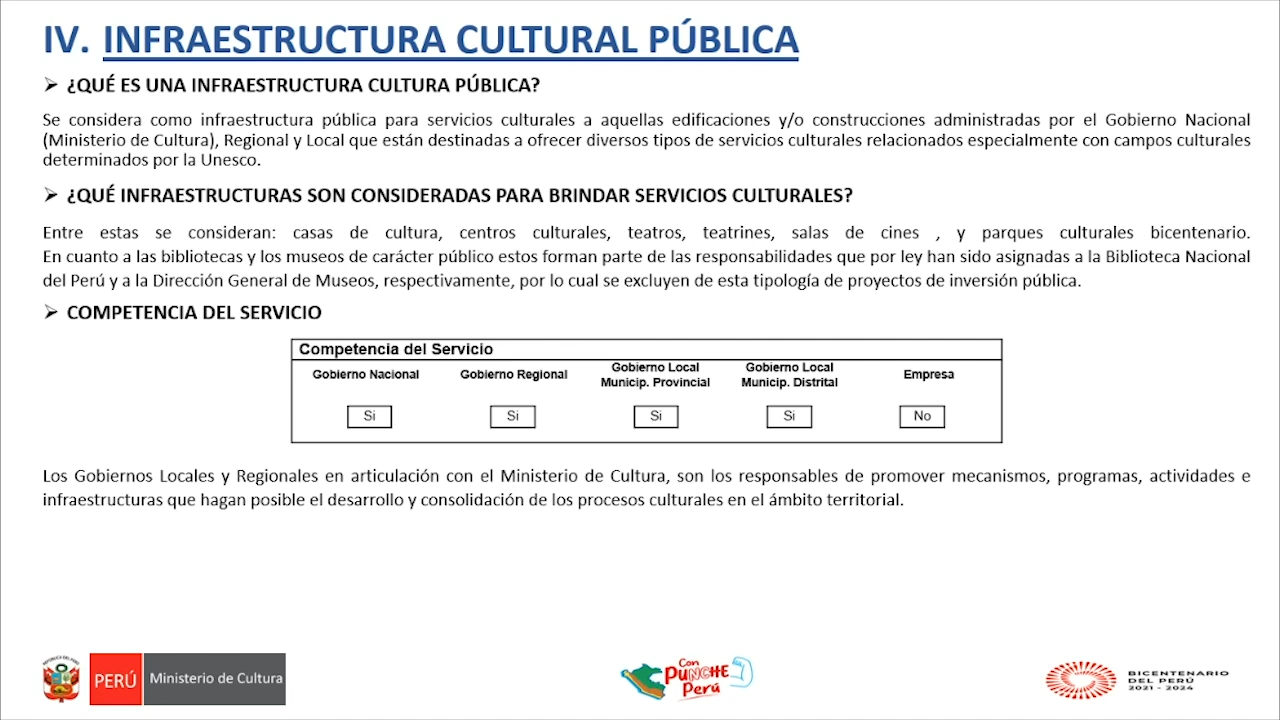 IV. INFRAESTRUCTURA CULTURAL PÚBLICA
¿QUÉ ES UNA INFRAESTRUCTURA CULTURA PÚBLICA?
Se considera como infraestructura pública para servicios culturales a aquellas edificaciones y/o construcciones administradas por el Gobierno Nacional
(Ministerio de Cultura), Regional y Local que están destinadas a ofrecer diversos tipos de servicios culturales relacionados especialmente con campos culturales
determinados por la Unesco.
¿QUÉ INFRAESTRUCTURAS SON CONSIDERADAS PARA BRINDAR SERVICIOS CULTURALES?
Entre estas se consideran: casas de cultura, centros culturales, teatros, teatrines, salas de cines , y parques culturales bicentenario.
En cuanto a las bibliotecas y los museos de carácter público estos forman parte de las responsabilidades que por ley han sido asignadas a la Biblioteca Nacional
del Perú y a la Dirección General de Museos, respectivamente, por lo cual se excluyen de esta tipología de proyectos de inversión pública.
COMPETENCIA DEL SERVICIO
Competencia del Servicio
Gobierno Nacional Gobierno Regional Gobierno Local Municip. Provincial Gobierno Local Municip. Distrital Empresa
Si Si Si Si No
Los Gobiernos Locales y Regionales en articulación con el Ministerio de Cultura, son los responsables de promover mecanismos, programas, actividades e
infraestructuras que hagan posible el desarrollo y consolidación de los procesos culturales en el ámbito territorial.
REPÚBLICA DEL PERÚ
PERÚ Ministerio de Cultura
Con
PUNCHE
Perú
BICENTENARIO
DEL PERÚ
2021 - 2024